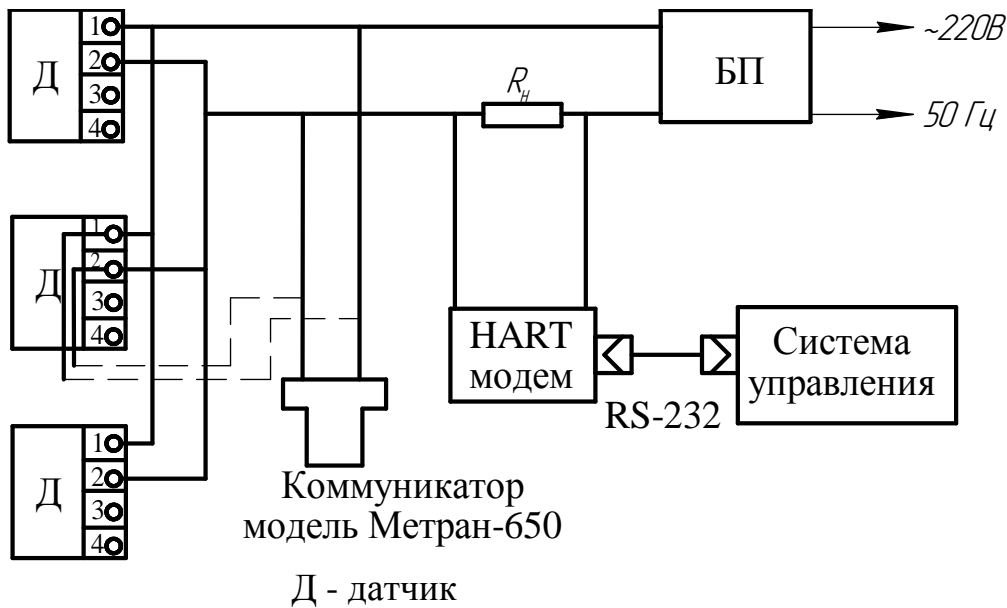 Д
1
2
3
4
R н
БП
~220В
50 Гц
Д
1
2
3
4
HART
модем
RS-232
Система
управления
Д
1
2
3
4
Коммуникатор
модель Метран-650
Д - датчик